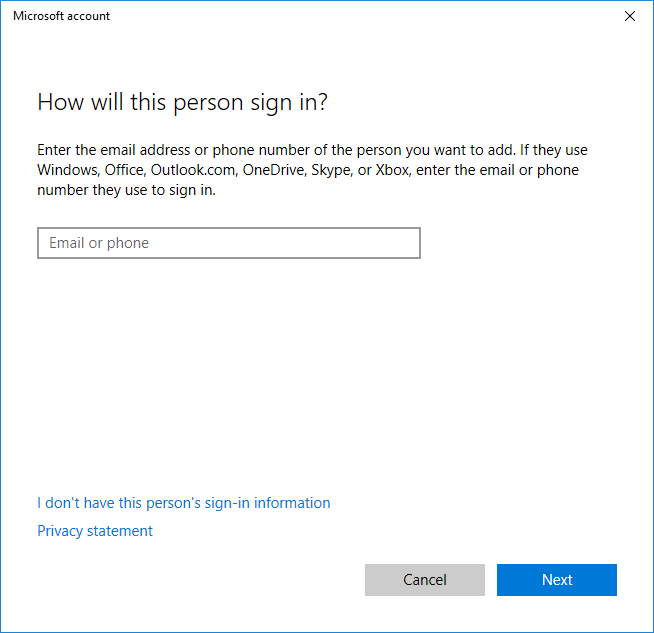 Microsoft account
How will this person sign in?
Enter the email address or phone number of the person you want to add. If they use
Windows, Office, Outlook.com, OneDrive, Skype, or Xbox, enter the email or phone
number they use to sign in.
Email or phone
I don't have this person's sign-in information
Privacy statement
Cancel
Next